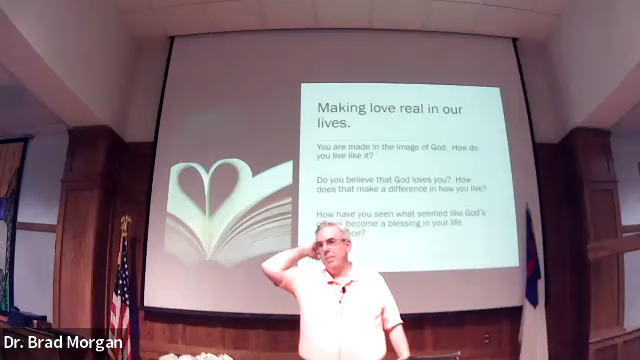 Making love real in our
lives.
You are made in the image of God. How do
you live like it?
Do you believe that God loves you? How
does that make a difference in how you live?
How have you seen what seemed like God's
become a blessing in your life.
Dr. Brad Morgan